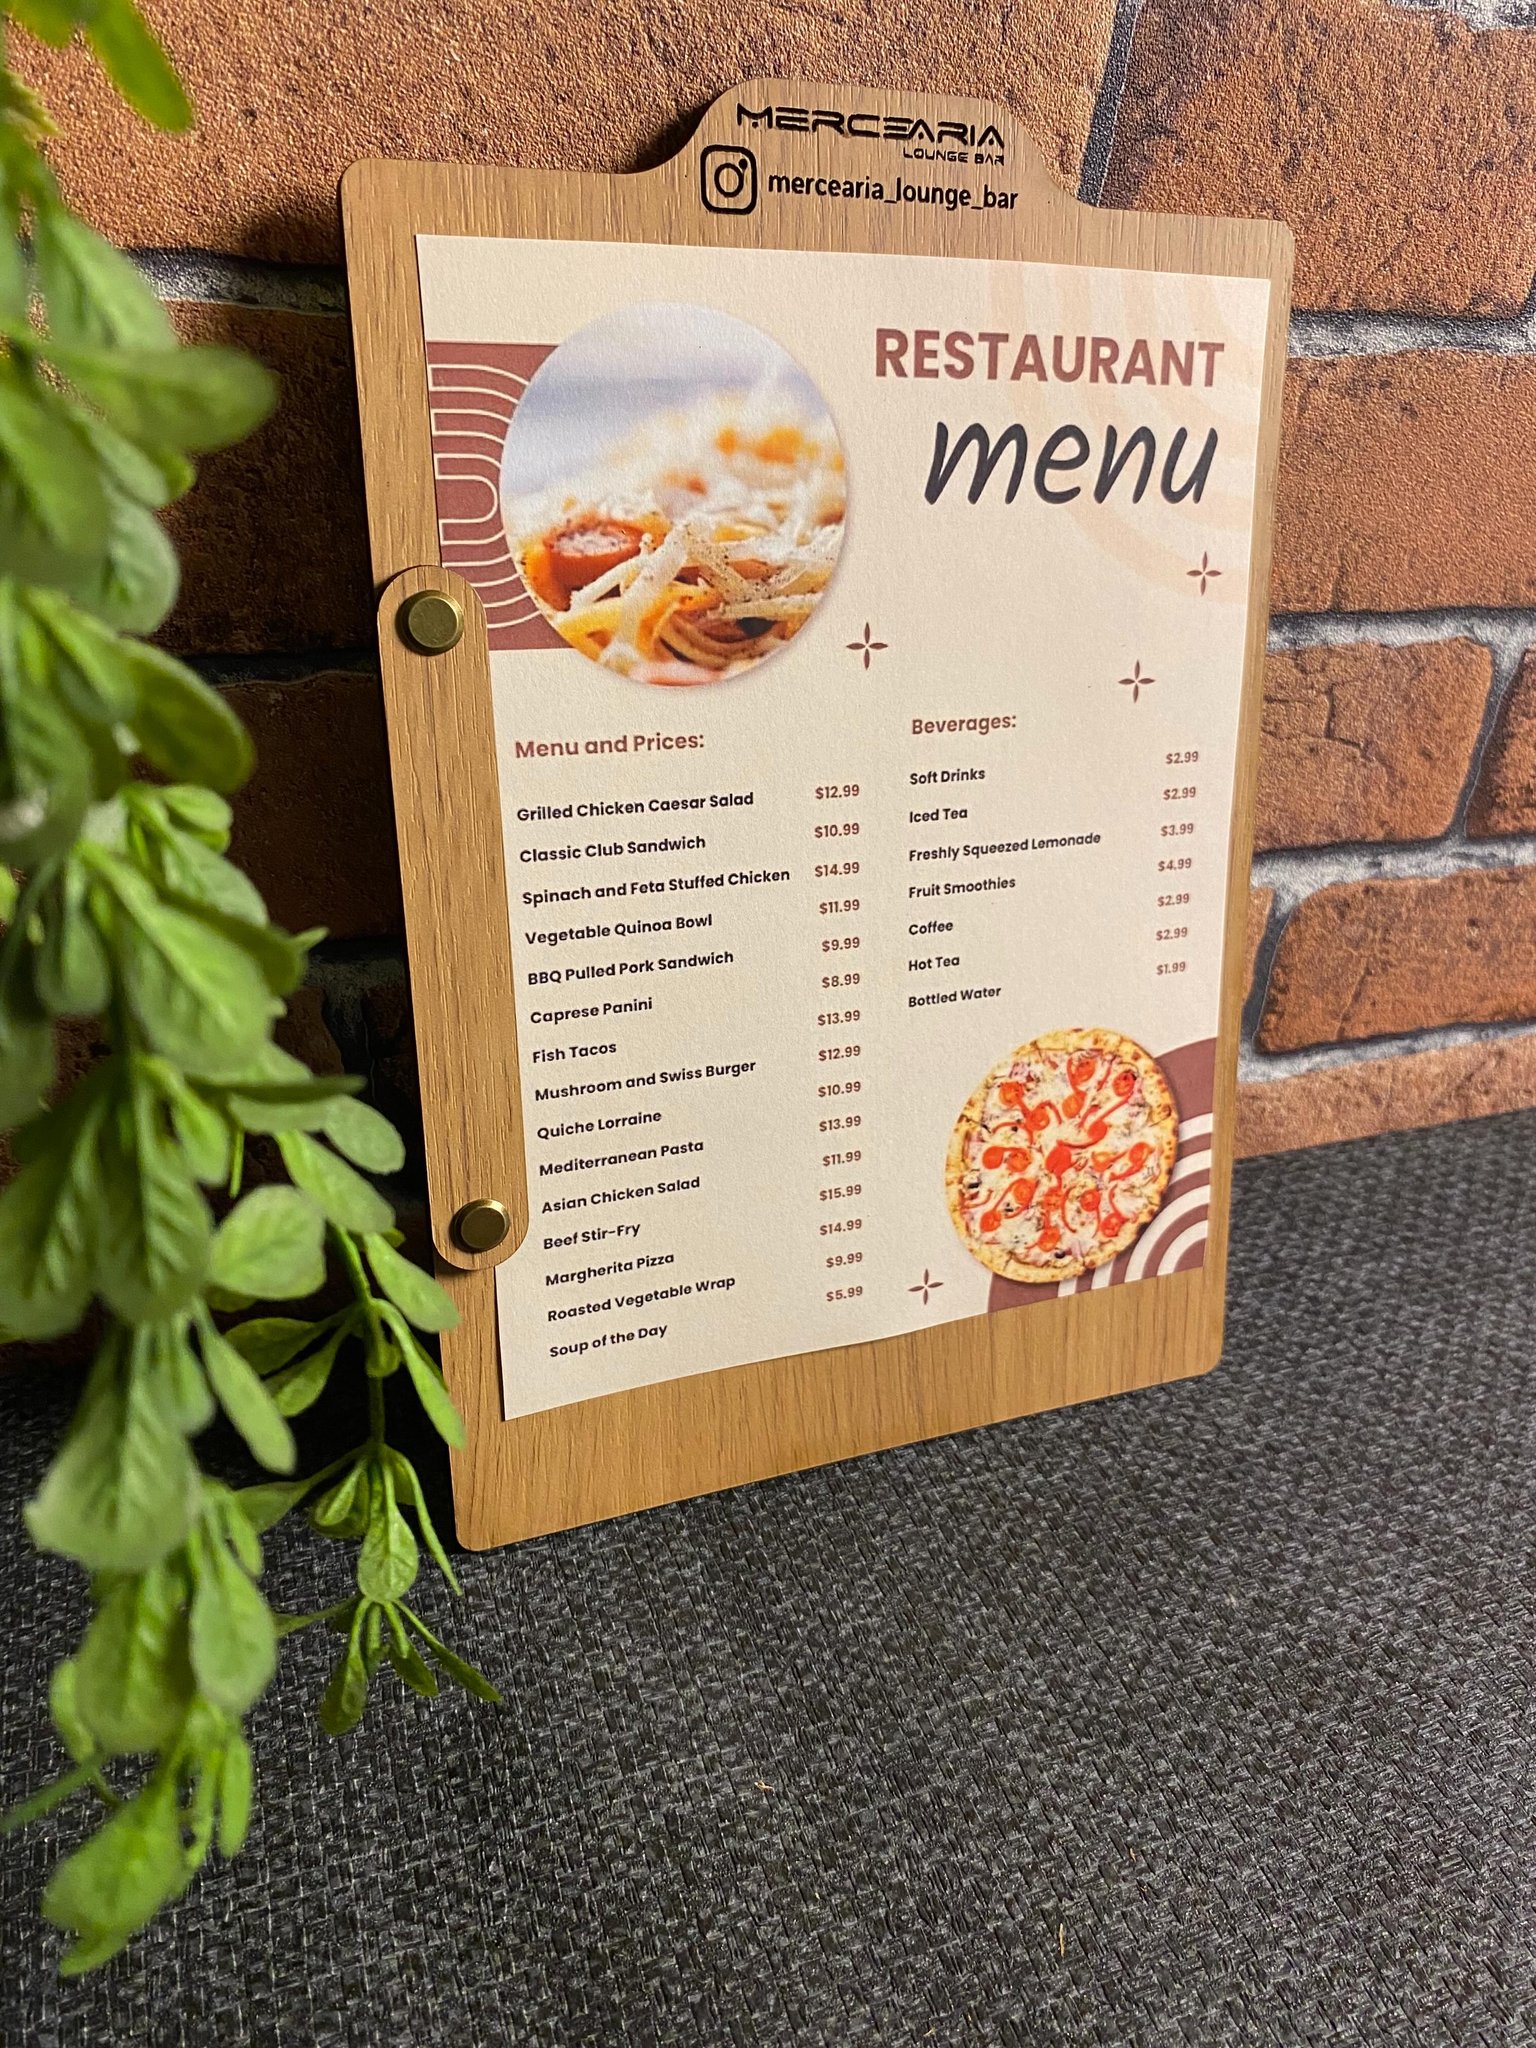 MERCEARIA
LOUNGE BAR
mercearia_lounge_bar
RESTAURANT
menu
Menu and Prices:
Grilled Chicken Caesar Salad $12.99
Classic Club Sandwich $10.99
Spinach and Feta Stuffed Chicken $14.99
Vegetable Quinoa Bowl $11.99
BBQ Pulled Pork Sandwich $9.99
Caprese Panini $8.99
Fish Tacos $13.99
Mushroom and Swiss Burger $12.99
Quiche Lorraine $10.99
Mediterranean Pasta $13.99
Asian Chicken Salad $11.99
Beef Stir-Fry $15.99
Margherita Pizza $14.99
Roasted Vegetable Wrap $9.99
Soup of the Day $5.99
Beverages:
Soft Drinks $2.99
Iced Tea $2.99
Freshly Squeezed Lemonade $3.99
Fruit Smoothies $4.99
Coffee $2.99
Hot Tea $2.99
Bottled Water $1.99